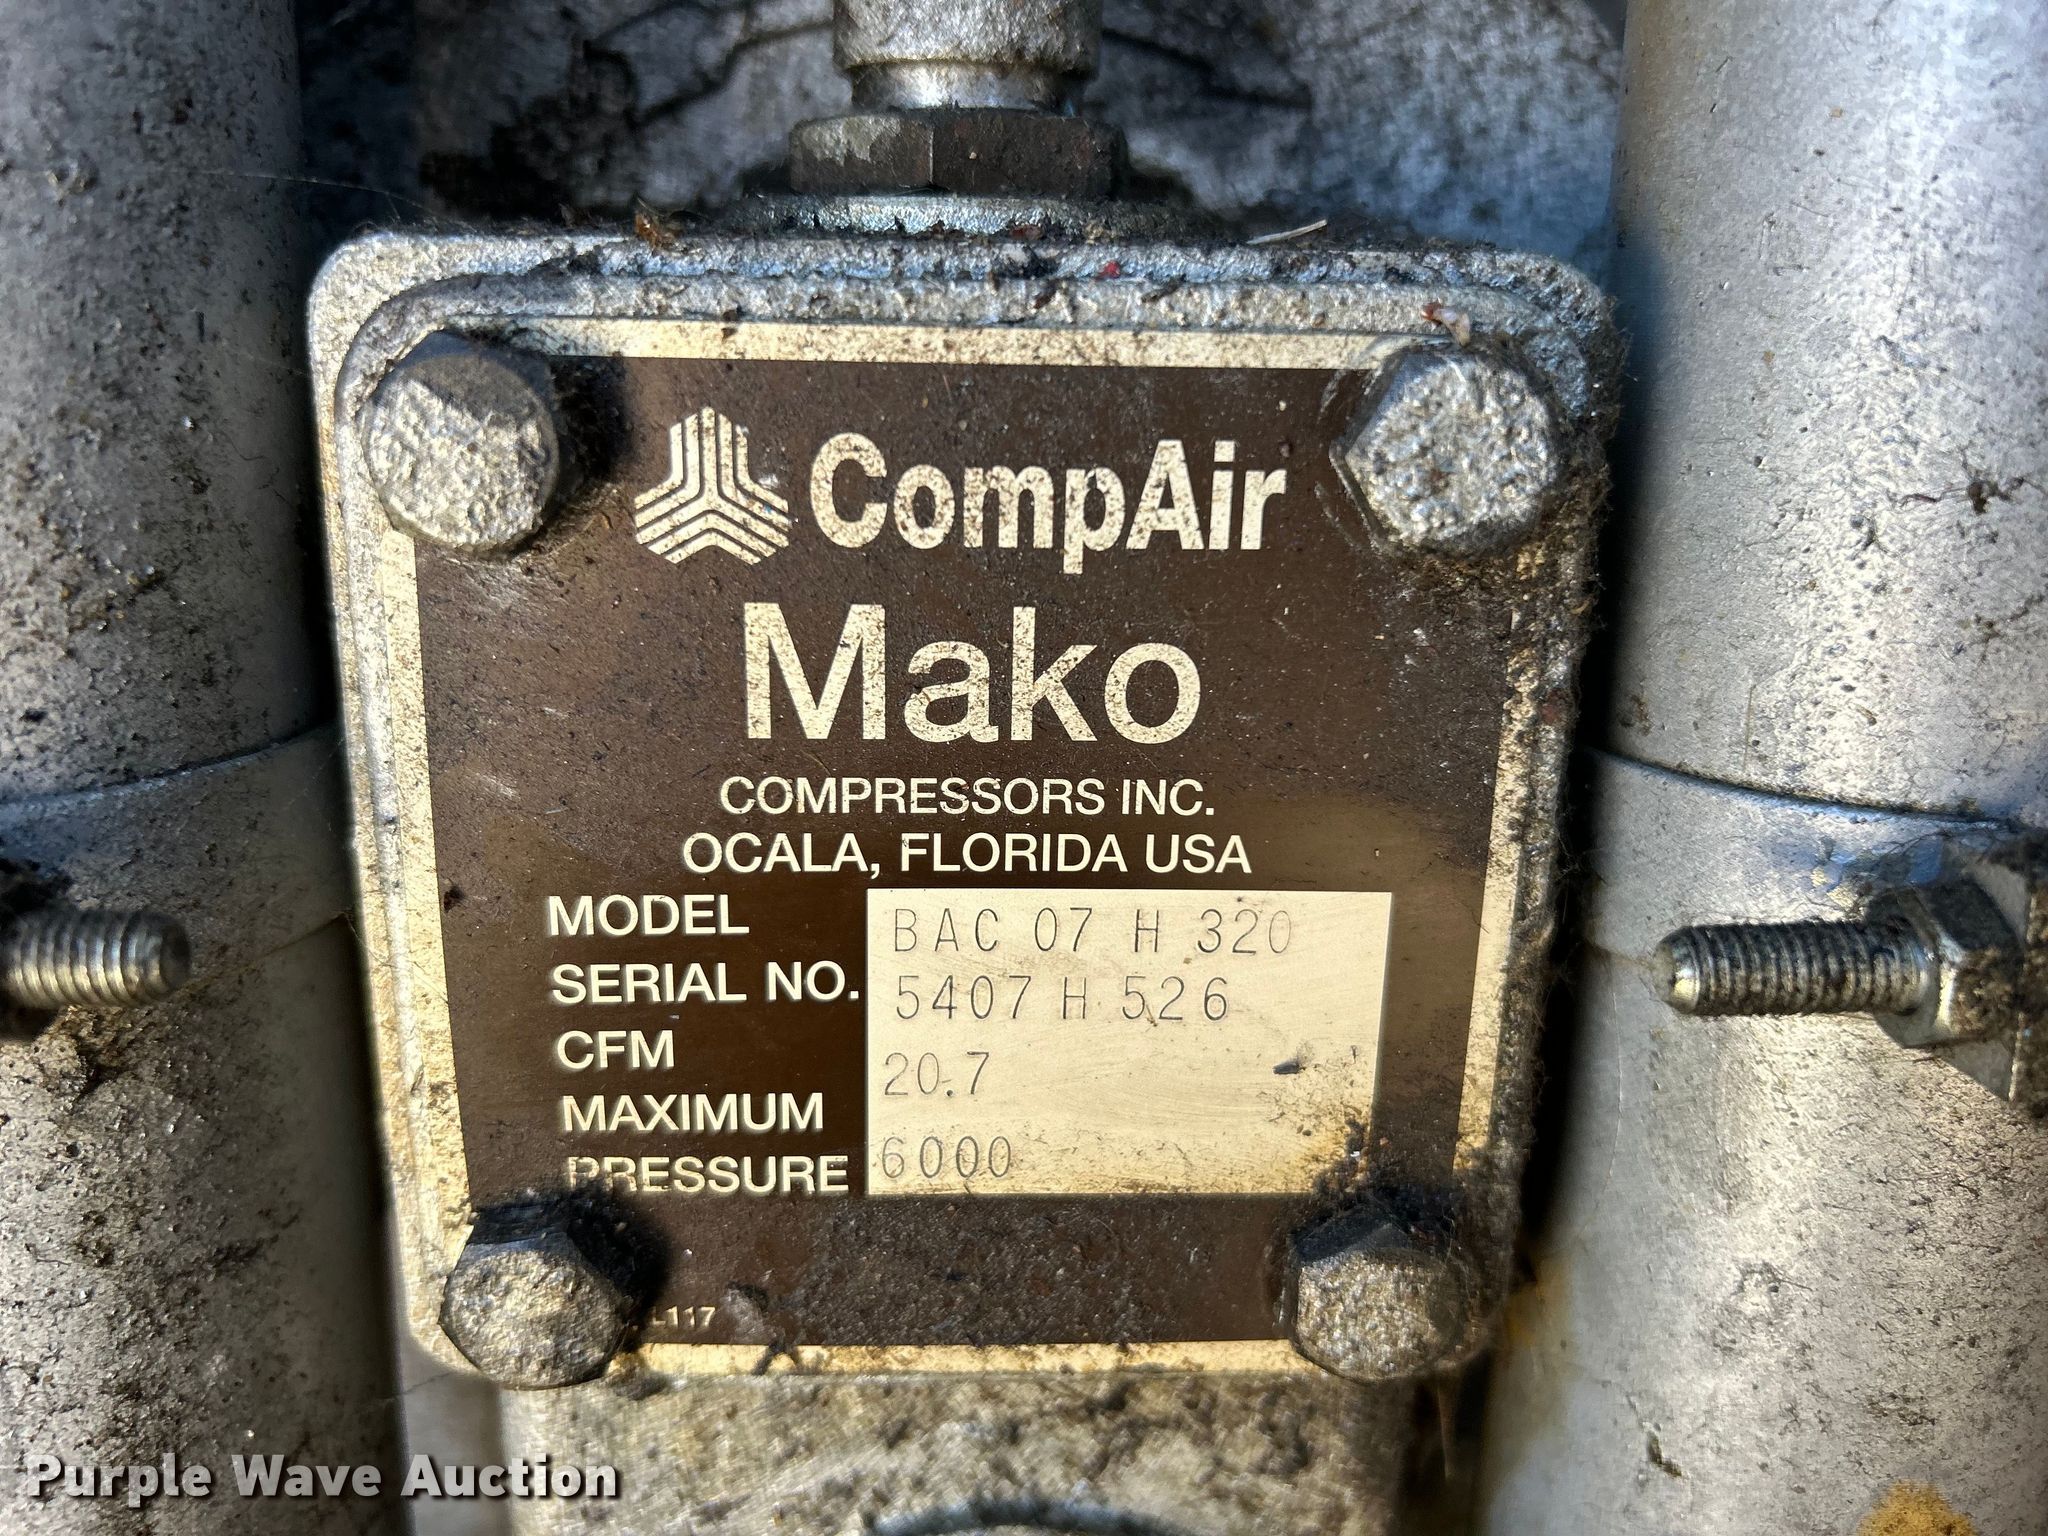 CompAir
Mako
COMPRESSORS INC.
OCALA, FLORIDA USA
MODEL BAC 07 H 320
SERIAL NO. 5407 H 526
CFM 20.7
MAXIMUM
PRESSURE 6000
L117
Purple Wave Auction